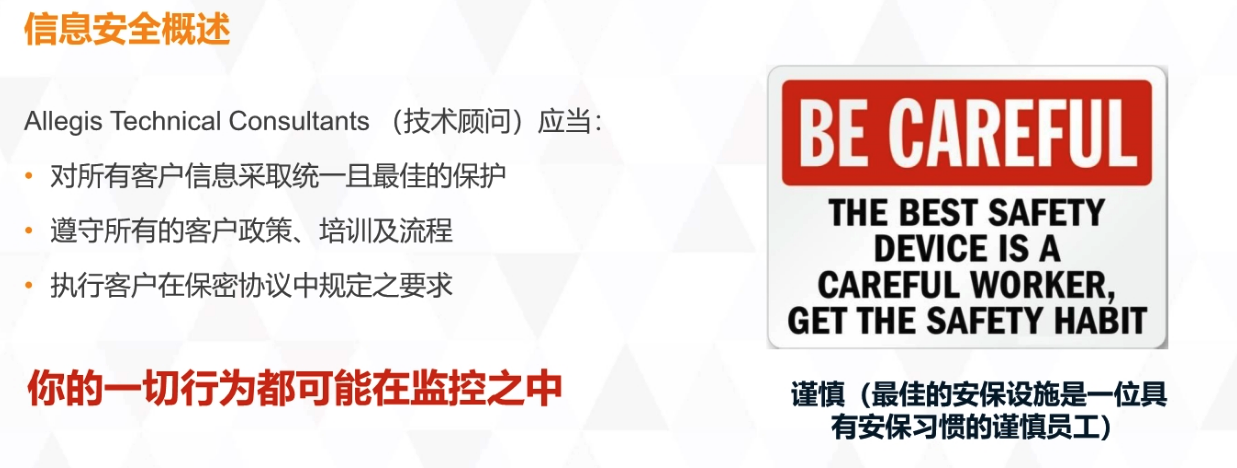 信息安全概述
Allegis Technical Consultants （技术顾问）应当：
• 对所有客户信息采取统一且最佳的保护
• 遵守所有的客户政策、培训及流程
• 执行客户在保密协议中规定之要求
你的一切行为都可能在监控之中
BE CAREFUL
THE BEST SAFETY
DEVICE IS A
CAREFUL WORKER,
GET THE SAFETY HABIT
谨慎（最佳的安保设施是一位具
有安保习惯的谨慎员工）